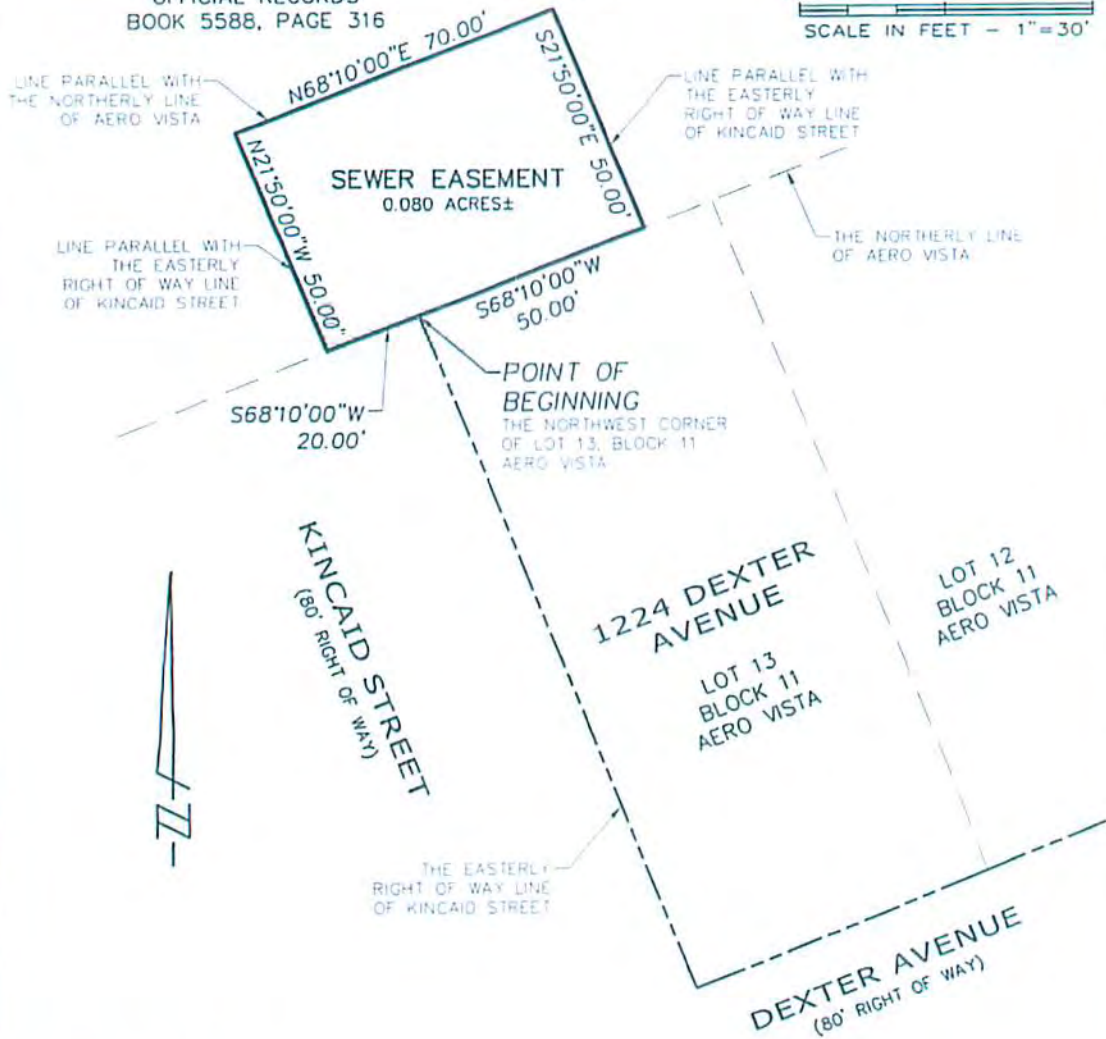 OFFICIAL RECORDS
BOOK 5588, PAGE 316
SCALE IN FEET - 1"=30'
LINE PARALLEL WITH
THE NORTHERLY LINE
OF AERO VISTA
N68°10'00"E 70.00'
S21°50'00"E 50.00'
LINE PARALLEL WITH
THE EASTERLY
RIGHT OF WAY LINE
OF KINCAID STREET
N21°50'00"W 50.00'
SEWER EASEMENT
0.080 ACRES±
LINE PARALLEL WITH
THE EASTERLY
RIGHT OF WAY LINE
OF KINCAID STREET
THE NORTHERLY LINE
OF AERO VISTA
S68°10'00"W
50.00'
S68°10'00"W
20.00'
POINT OF
BEGINNING
THE NORTHWEST CORNER
OF LOT 13, BLOCK 11
AERO VISTA
KINCAID STREET
(80' RIGHT OF WAY)
1224 DEXTER
AVENUE
LOT 13
BLOCK 11
AERO VISTA
LOT 12
BLOCK 11
AERO VISTA
N
THE EASTERLY
RIGHT OF WAY LINE
OF KINCAID STREET
DEXTER AVENUE
(80' RIGHT OF WAY)